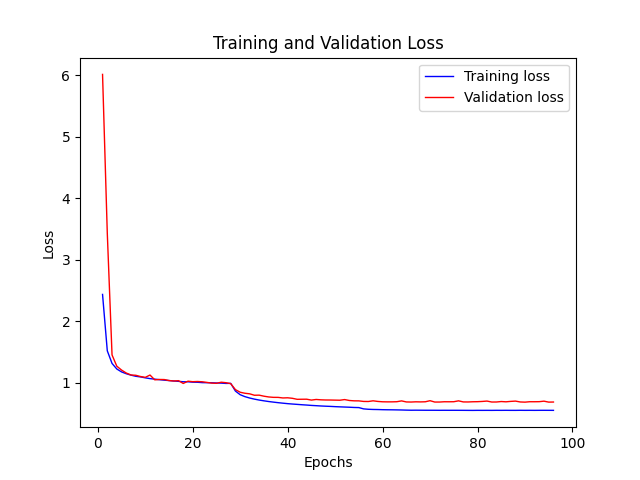 Training and Validation Loss
Training loss
Validation loss
6
5
4
3
2
1
Loss
0 20 40 60 80 100
Epochs